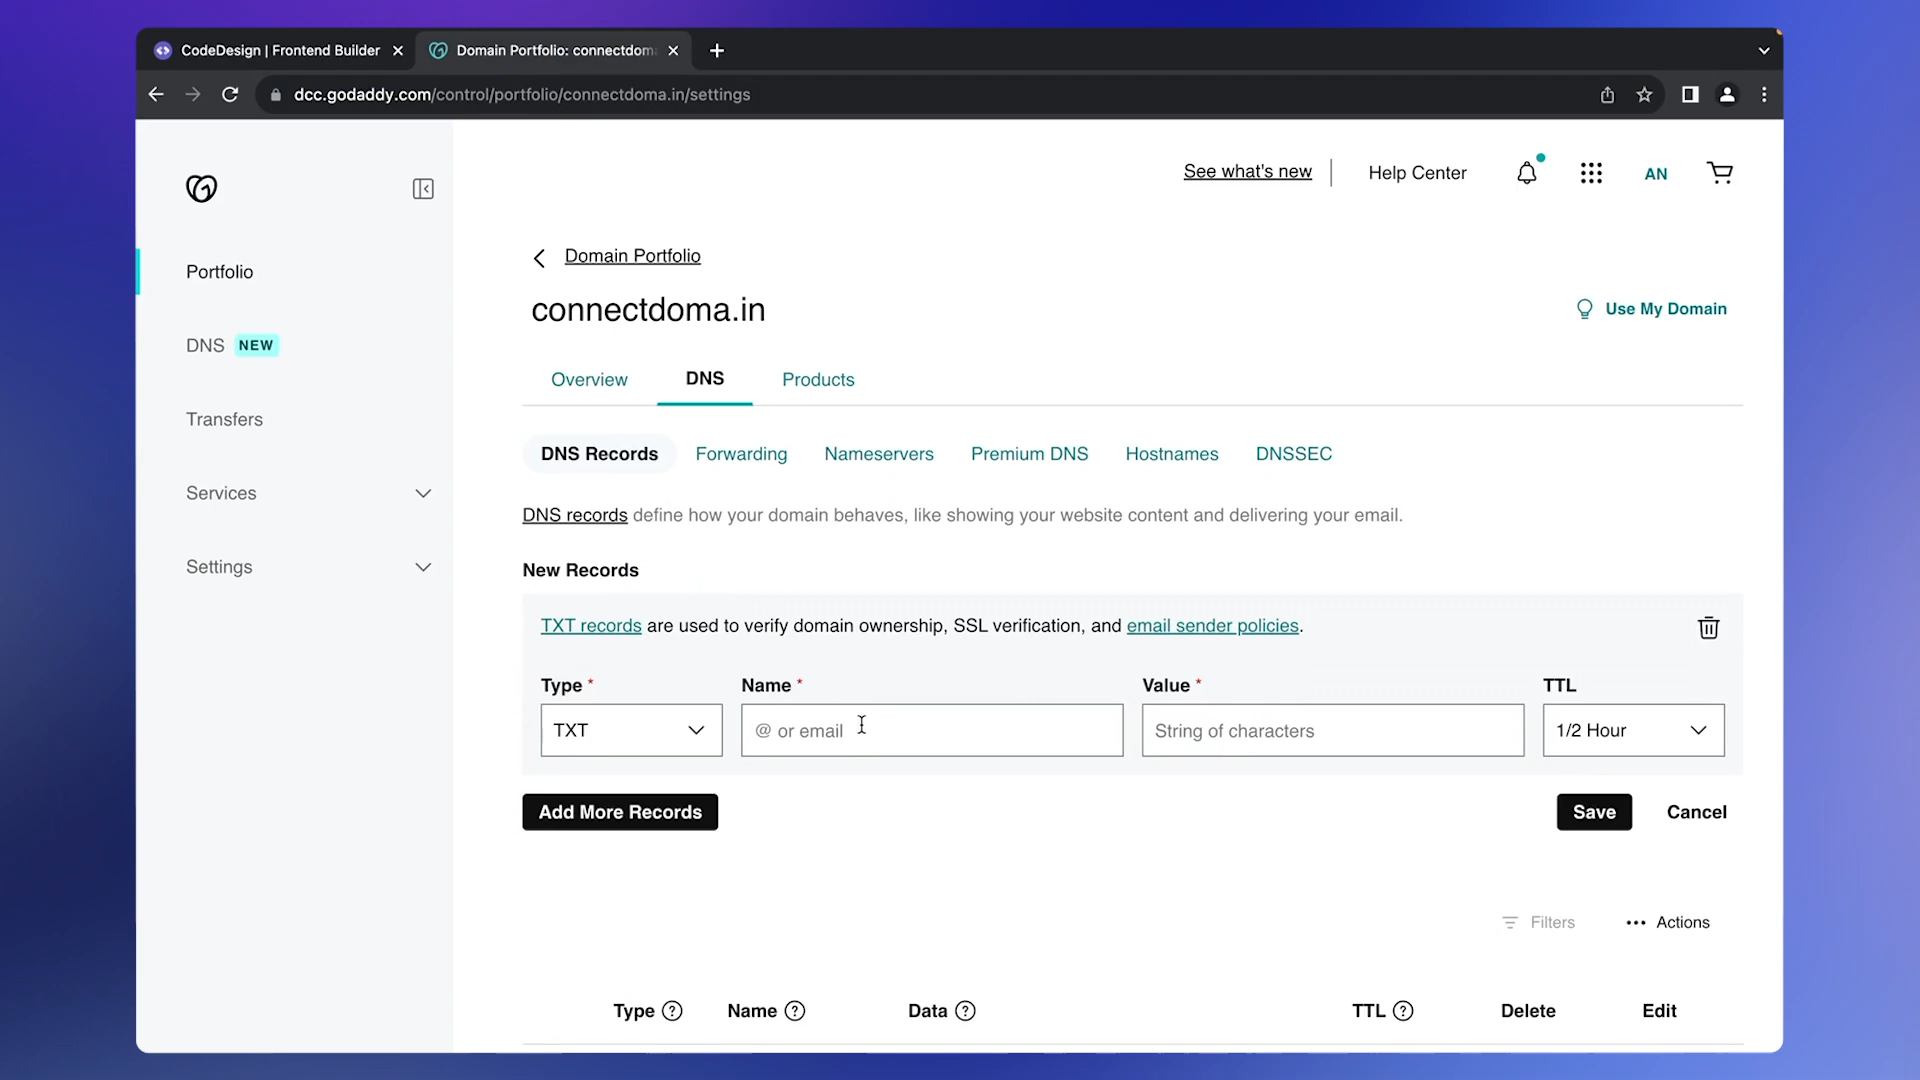 CodeDesign | Frontend Builder
Domain Portfolio: connectdom
dcc.godaddy.com/control/portfolio/connectdoma.in/settings
See what's new
Help Center
AN
Portfolio
DNS NEW
Transfers
Services
Settings
Domain Portfolio
connectdoma.in
Use My Domain
Overview
DNS
Products
DNS Records
Forwarding
Nameservers
Premium DNS
Hostnames
DNSSEC
DNS records define how your domain behaves, like showing your website content and delivering your email.
New Records
TXT records are used to verify domain ownership, SSL verification, and email sender policies.
Type *
Name *
Value *
TTL
TXT
@ or email
String of characters
1/2 Hour
Add More Records
Save
Cancel
Filters
Actions
Type ?
Name ?
Data ?
TTL ?
Delete
Edit